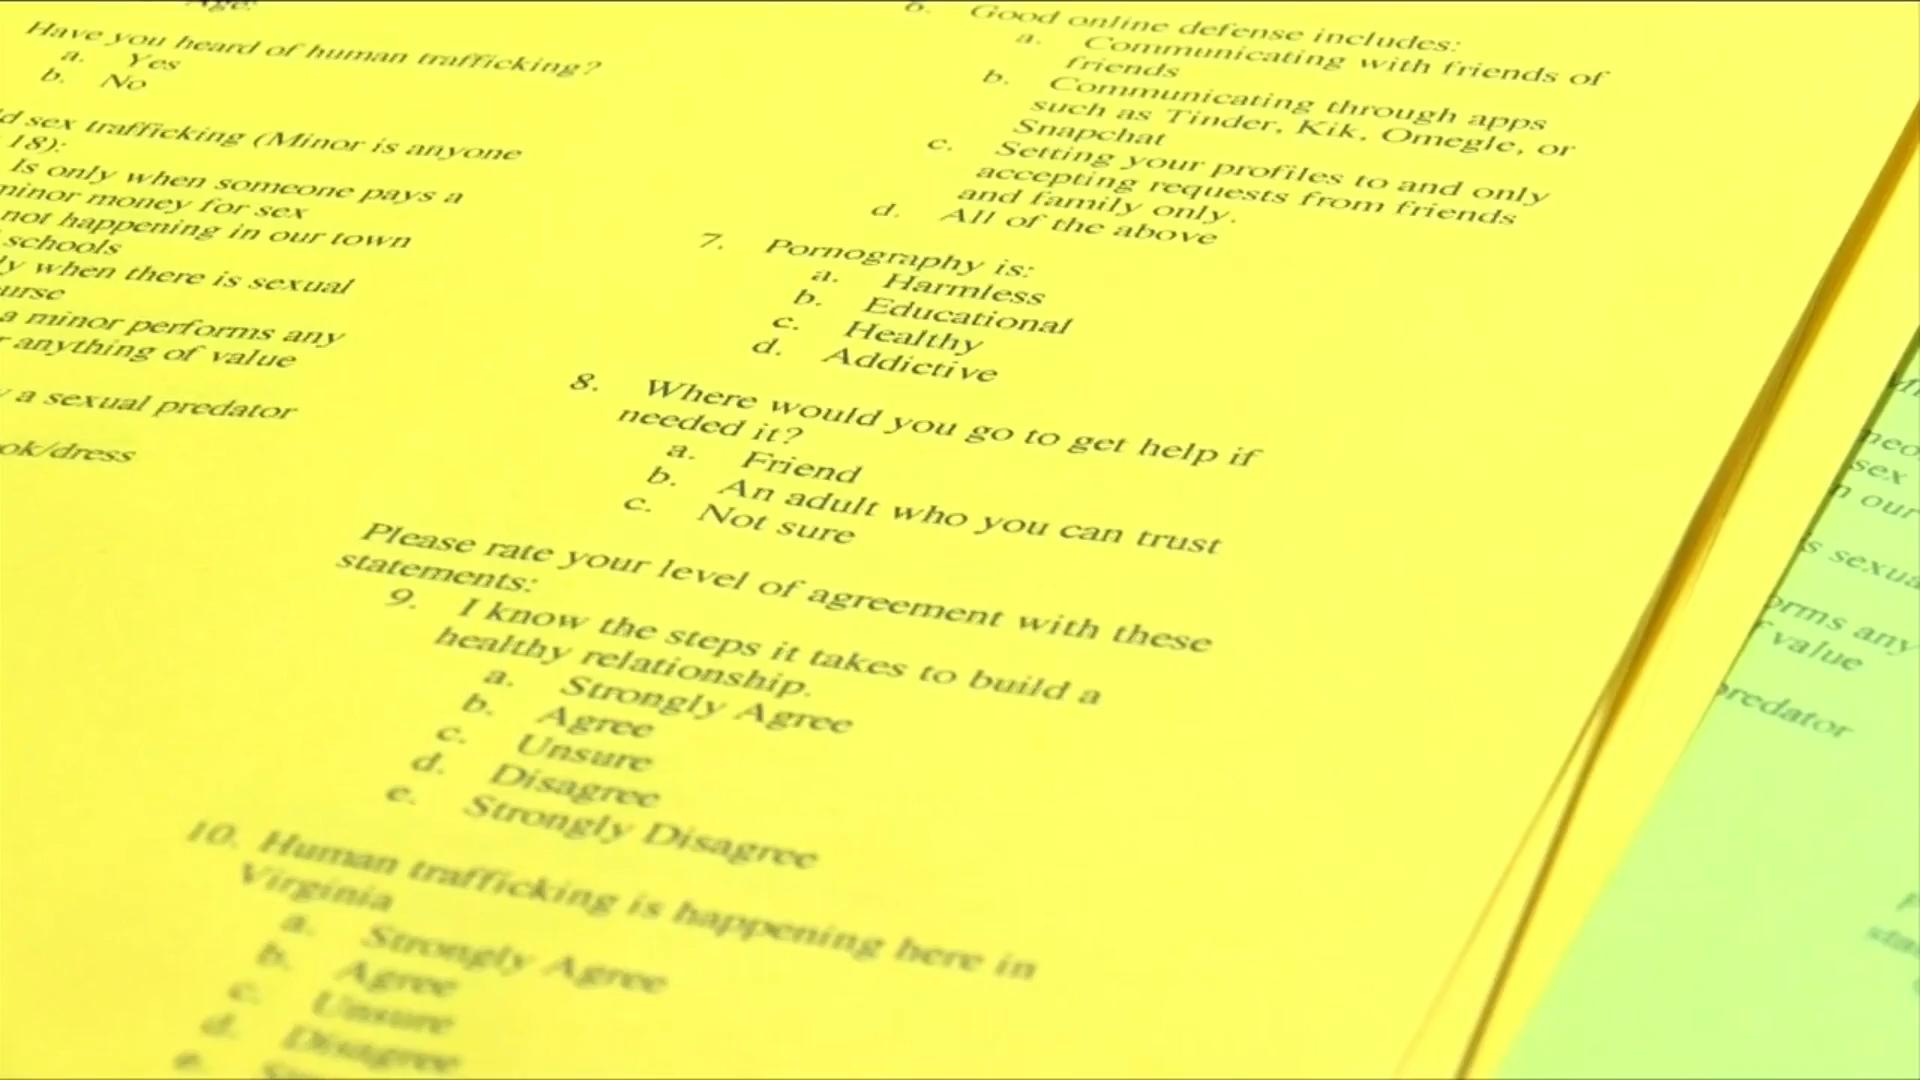 Age:
Have you heard of human trafficking?
a. Yes
b. No
sex trafficking (Minor is anyone
18):
Is only when someone pays a
minor money for sex
not happening in our town
schools
when there is sexual
a minor performs any
anything of value
a sexual predator
/dress
6. Good online defense includes:
a. Communicating with friends of
friends
b. Communicating through apps
such as Tinder, Kik, Omegle, or
Snapchat
c. Setting your profiles to and only
accepting requests from friends
and family only.
d. All of the above
7. Pornography is:
a. Harmless
b. Educational
c. Healthy
d. Addictive
8. Where would you go to get help if
needed it?
a. Friend
b. An adult who you can trust
c. Not sure
Please rate your level of agreement with these
statements:
9. I know the steps it takes to build a
healthy relationship.
a. Strongly Agree
b. Agree
c. Unsure
d. Disagree
e. Strongly Disagree
10. Human trafficking is happening here in
Virginia
a. Strongly Agree
b. Agree
c. Unsure
d. Disagree
e.
sex
our
sexua
any
value
predator